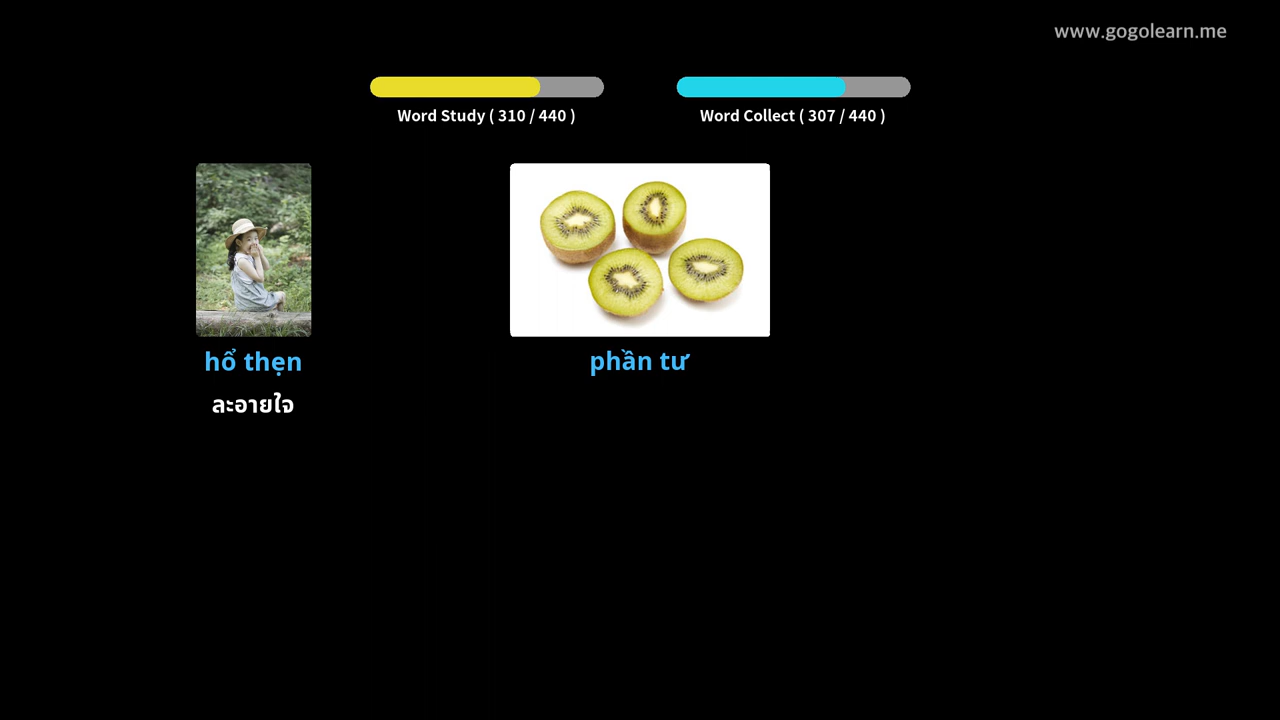 www.gogolearn.me
Word Study ( 310 / 440 )
Word Collect ( 307 / 440 )
hổ thẹn
ละอายใจ
phần tư